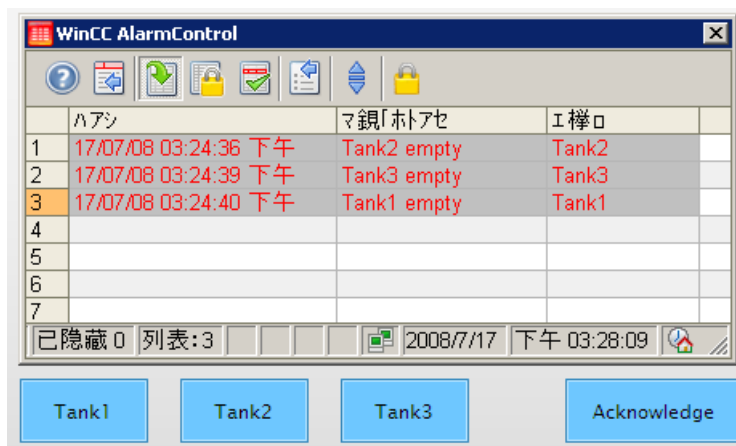 WinCC AlarmControl
ﾊｱｼ マ鋧｢ホトアセ エ檋ロ
1 17/07/08 03:24:36 下午 Tank2 empty Tank2
2 17/07/08 03:24:39 下午 Tank3 empty Tank3
3 17/07/08 03:24:40 下午 Tank1 empty Tank1
4
5
6
7
已隐藏 0 列表:3 2008/7/17 下午 03:28:09
Tank1 Tank2 Tank3 Acknowledge